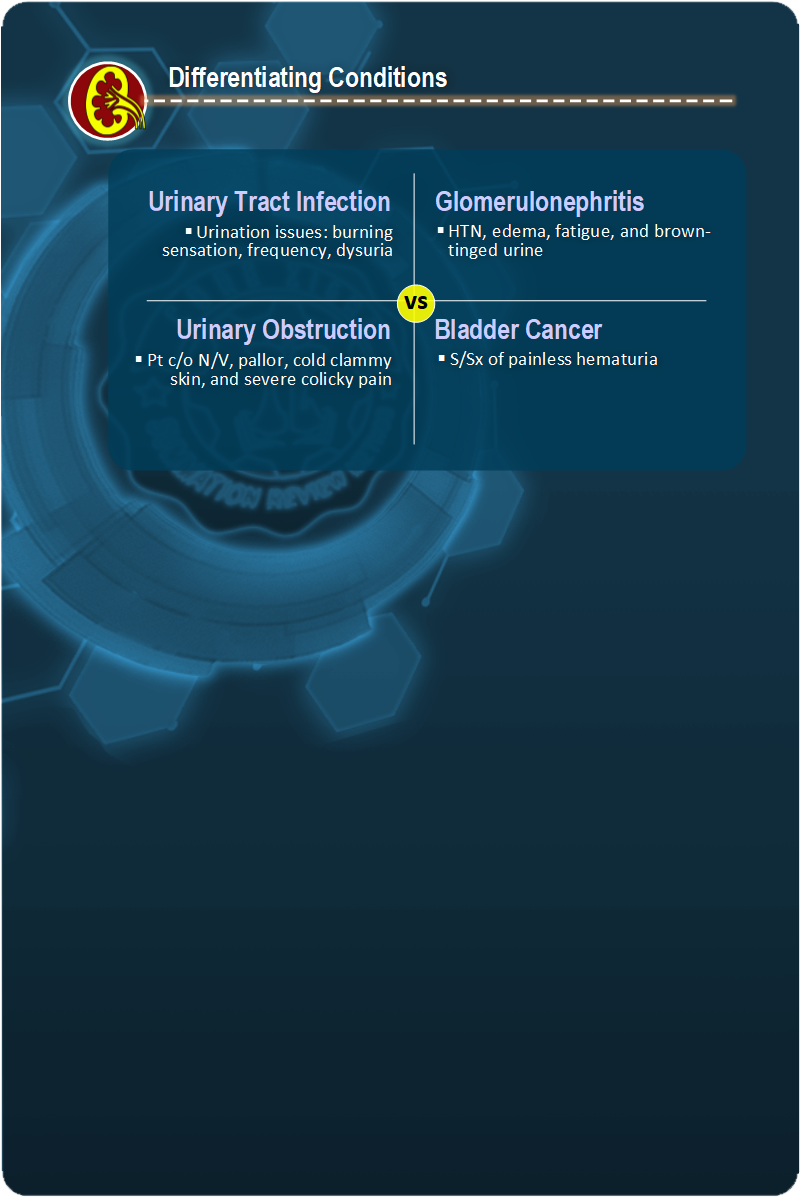 Differentiating Conditions
Urinary Tract Infection
▪ Urination issues: burning
sensation, frequency, dysuria
Glomerulonephritis
▪ HTN, edema, fatigue, and brown-
tinged urine
VS
Urinary Obstruction
▪ Pt c/o N/V, pallor, cold clammy
skin, and severe colicky pain
Bladder Cancer
▪ S/Sx of painless hematuria
REVIEW